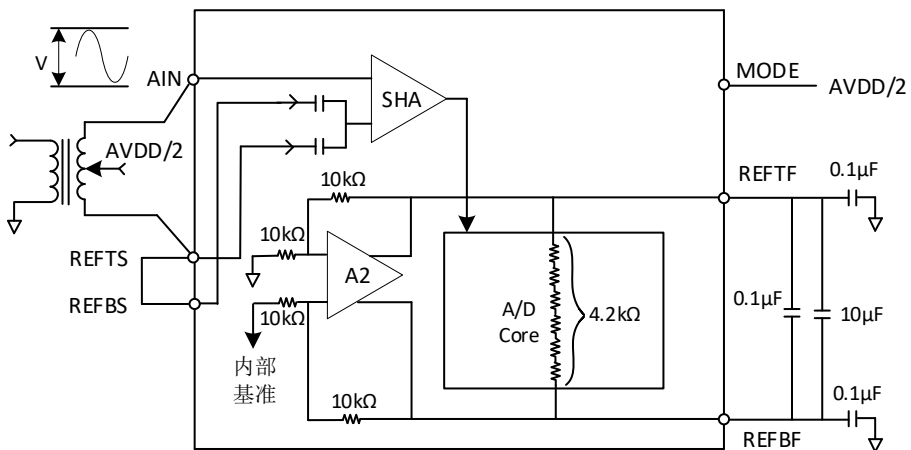 V
AIN
SHA
MODE
AVDD/2
AVDD/2
REFTF
0.1μF
10kΩ
10kΩ
REFTS
A2
REFBS
10kΩ
A/D
Core
4.2kΩ
0.1μF
10μF
内部
基准
10kΩ
0.1μF
REFBF